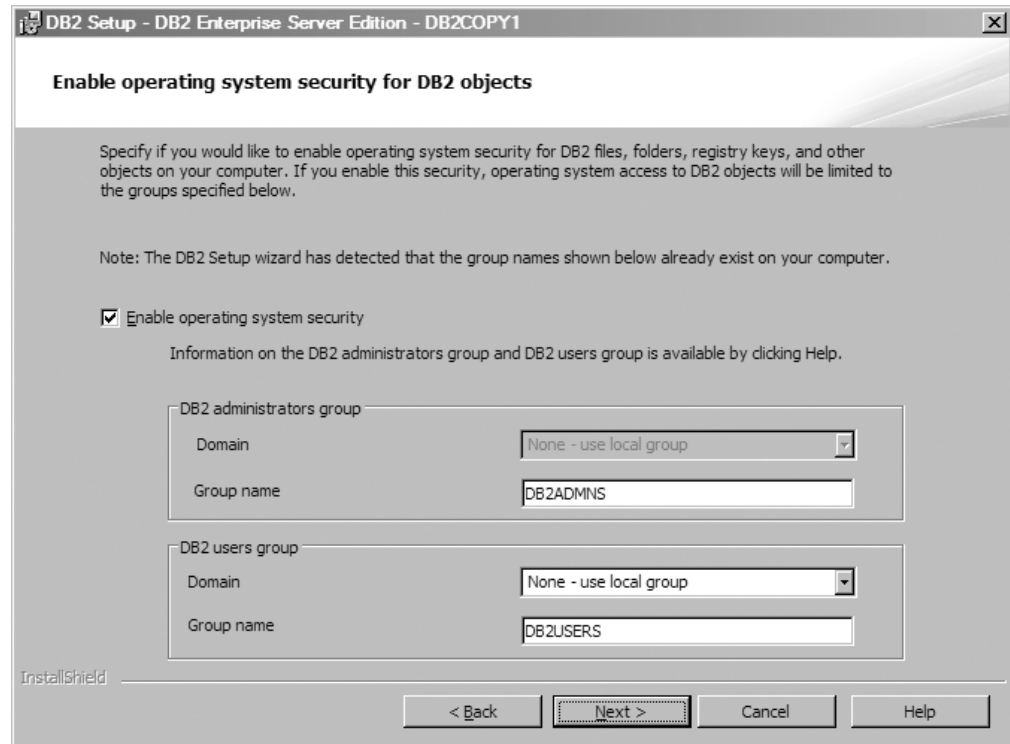 DB2 Setup - DB2 Enterprise Server Edition - DB2COPY1
Enable operating system security for DB2 objects
Specify if you would like to enable operating system security for DB2 files, folders, registry keys, and other
objects on your computer. If you enable this security, operating system access to DB2 objects will be limited to
the groups specified below.
Note: The DB2 Setup wizard has detected that the group names shown below already exist on your computer.
Enable operating system security
Information on the DB2 administrators group and DB2 users group is available by clicking Help.
DB2 administrators group
Domain
None - use local group
Group name
DB2ADMNS
DB2 users group
Domain
None - use local group
Group name
DB2USERS
InstallShield
< Back
Next >
Cancel
Help